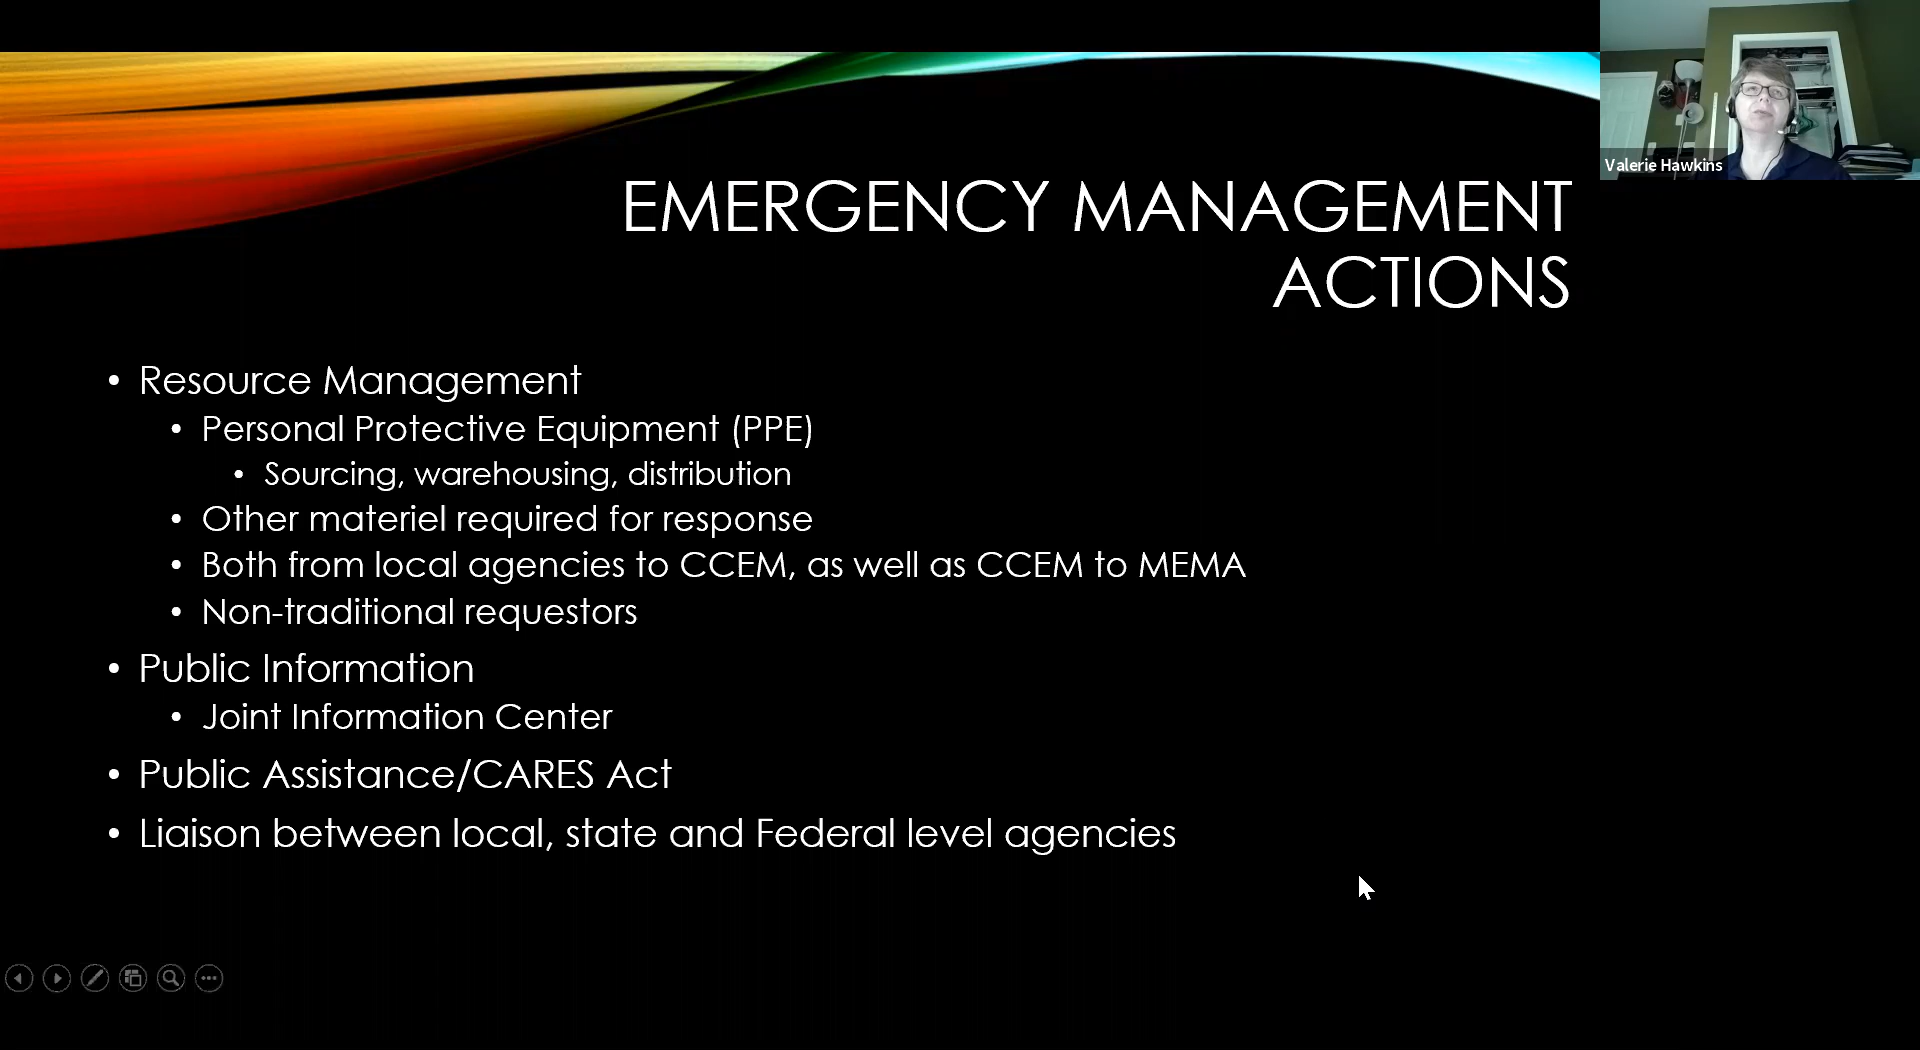 Valerie Hawkins
EMERGENCY MANAGEMENT
ACTIONS
• Resource Management
• Personal Protective Equipment (PPE)
• Sourcing, warehousing, distribution
• Other materiel required for response
• Both from local agencies to CCEM, as well as CCEM to MEMA
• Non-traditional requestors
• Public Information
• Joint Information Center
• Public Assistance/CARES Act
• Liaison between local, state and Federal level agencies